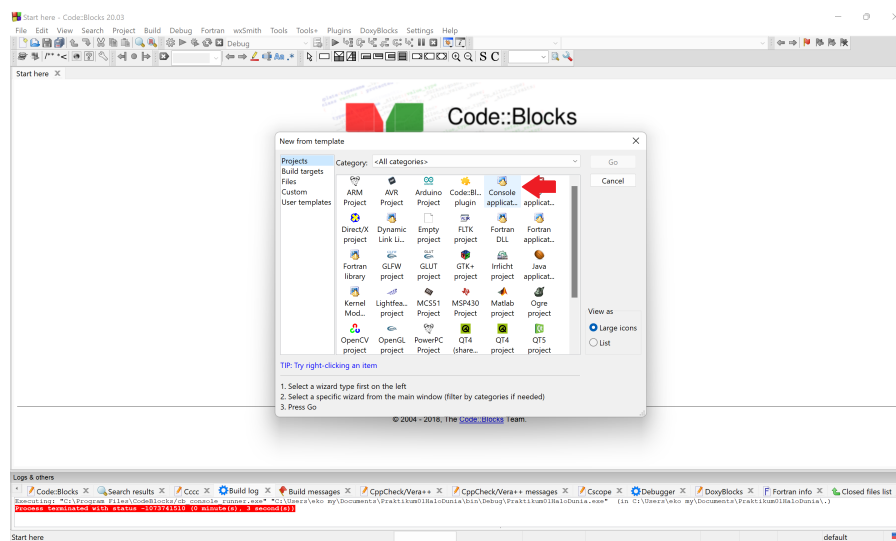 Start here - Code::Blocks 20.03
File Edit View Search Project Build Debug Fortran wxSmith Tools Tools+ Plugins DoxyBlocks Settings Help
Debug
/** *< 
Aa .* S C
Start here X
Code::Blocks
New from template
Projects
Build targets
Files
Custom
User templates
Category: <All categories>
Go
Cancel
ARM Project
AVR Project
Arduino Project
Code::Bl... plugin
Console applicat...
applicat...
Direct/X project
Dynamic Link Li...
Empty project
FLTK project
Fortran DLL
Fortran applicat...
Fortran library
GLFW project
GLUT project
GTK+ project
Irrlicht project
Java applicat...
Kernel Mod...
Lightfea... project
MCS51 Project
MSP430 Project
Matlab project
Ogre project
OpenCV project
OpenGL project
PowerPC Project
QT4 (share...
QT4 project
QT5 project
View as
Large icons
List
TIP: Try right-clicking an item
1. Select a wizard type first on the left
2. Select a specific wizard from the main window (filter by categories if needed)
3. Press Go
© 2004 - 2018, The Code::Blocks Team.
Logs & others
Code::Blocks X Search results X Cccc X Build log X Build messages X CppCheck/Vera++ X CppCheck/Vera++ messages X Cscope X Debugger X DoxyBlocks X Fortran info X Closed files list
Executing: "C:\Program Files\CodeBlocks/cb_console_runner.exe" "C:\Users\eko my\Documents\Praktikum01HaloDunia\bin\Debug\Praktikum01HaloDunia.exe" (in C:\Users\eko my\Documents\Praktikum01HaloDunia\.)
Process terminated with status -1073741510 (0 minute(s), 3 second(s))
Start here
default